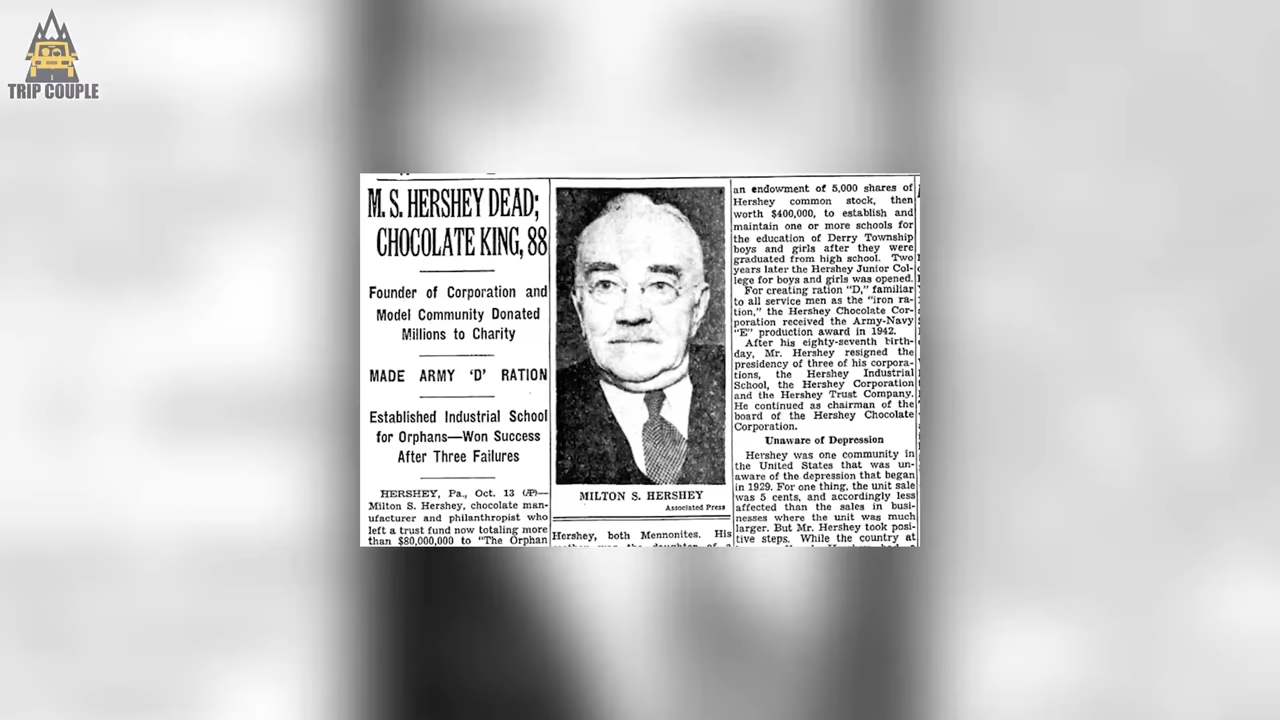 TRIP COUPLE
M. S. HERSHEY DEAD;
CHOCOLATE KING, 88
Founder of Corporation and
Model Community Donated
Millions to Charity
MADE ARMY 'D' RATION
Established Industrial School
for Orphans—Won Success
After Three Failures
HERSHEY, Pa., Oct. 13 (AP)—
Milton S. Hershey, chocolate man-
ufacturer and philanthropist who
left a trust fund now totaling more
than $80,000,000 to "The Orphan
MILTON S. HERSHEY
Associated Press
Hershey, both Mennonites. His
an endowment of 5,000 shares of
Hershey common stock, then
worth $400,000, to establish and
maintain one or more schools for
the education of Derry Township
boys and girls after they were
graduated from high school. Two
years later the Hershey Junior Col-
lege for boys and girls was opened.
For creating ration "D," familiar
to all service men as the "iron ra-
tion," the Hershey Chocolate Cor-
poration received the Army-Navy
"E" production award in 1942.
After his eighty-seventh birth-
day, Mr. Hershey resigned the
presidency of three of his corpora-
tions, the Hershey Industrial
School, the Hershey Corporation
and the Hershey Trust Company.
He continued as chairman of the
board of the Hershey Chocolate
Corporation.
Unaware of Depression
Hershey was one community in
the United States that was un-
aware of the depression that began
in 1929. For one thing, the unit sale
was 5 cents, and accordingly less
affected than the sales in busi-
nesses where the unit was much
larger. But Mr. Hershey took posi-
tive steps. While the country at